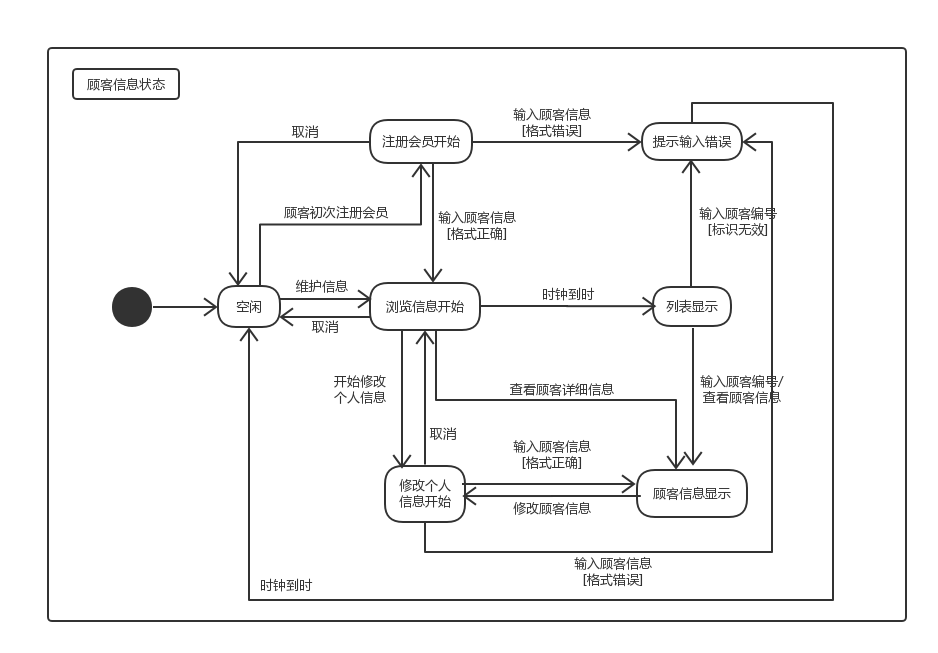 顾客信息状态
输入顾客信息
[格式错误]
取消
注册会员开始
提示输入错误
顾客初次注册会员
输入顾客信息
[格式正确]
输入顾客编号
[标识无效]
维护信息
时钟到时
空闲
浏览信息开始
列表显示
取消
开始修改
个人信息
查看顾客详细信息
输入顾客编号/
查看顾客信息
取消
输入顾客信息
[格式正确]
修改个人
信息开始
顾客信息显示
修改顾客信息
输入顾客信息
[格式错误]
时钟到时